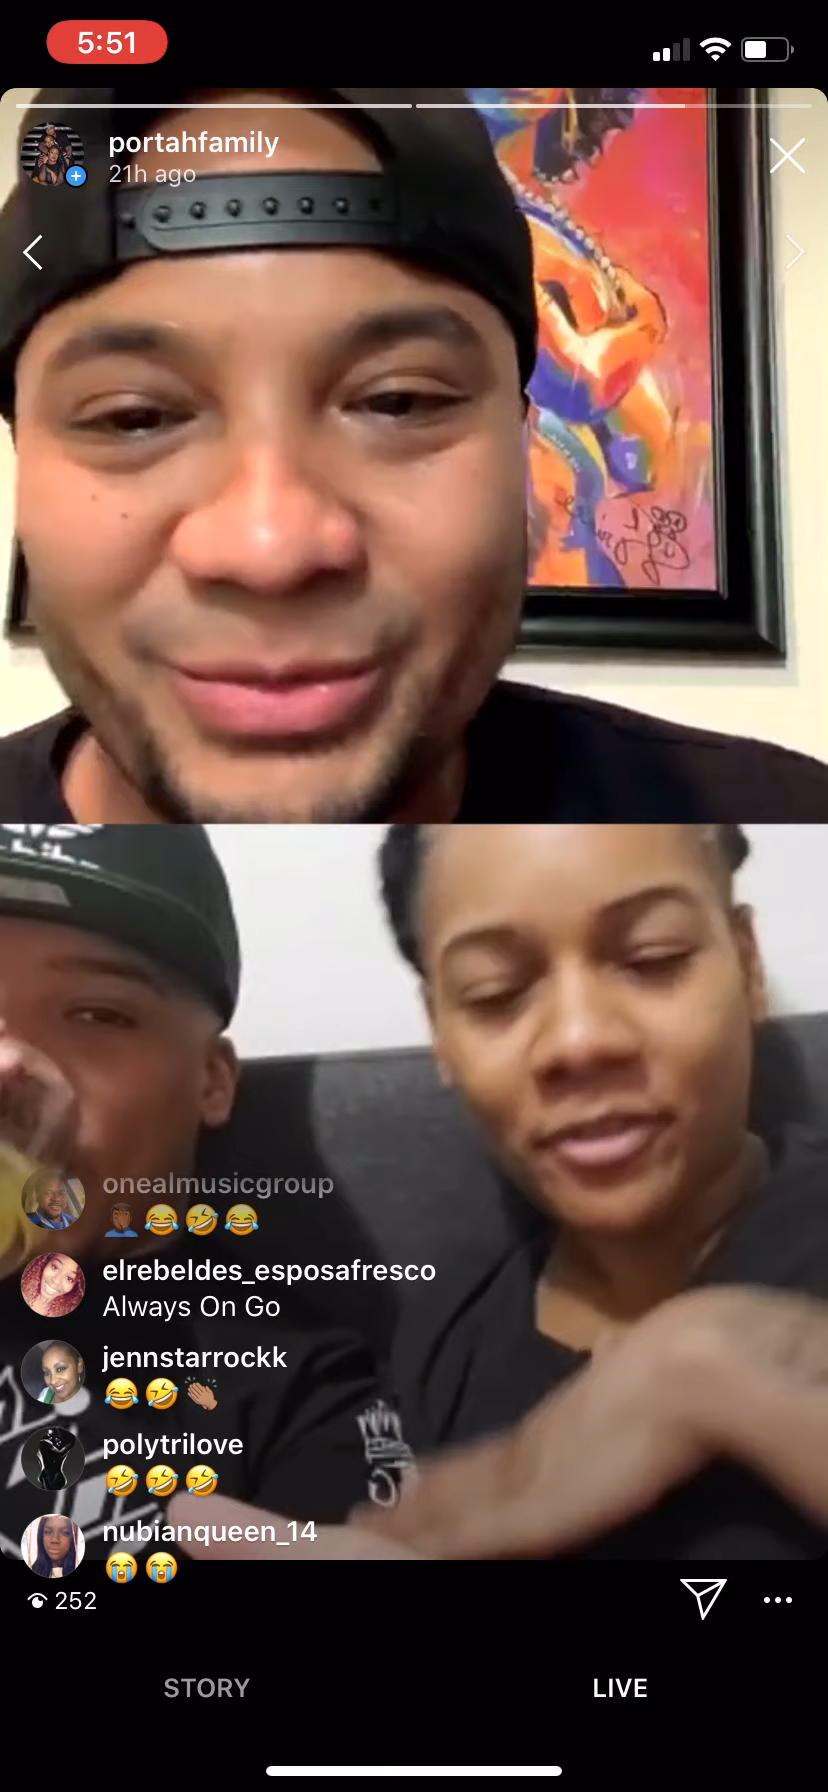 5:51
portahfamily
21h ago
onealmusicgroup
🤦🏾‍♂️😂🤣😂
elrebeldes_esposafresco
Always On Go
jennstarrockk
😂🤣👏🏽
polytrilove
🤣🤣🤣
nubianqueen_14
😭😭
252
STORY
LIVE